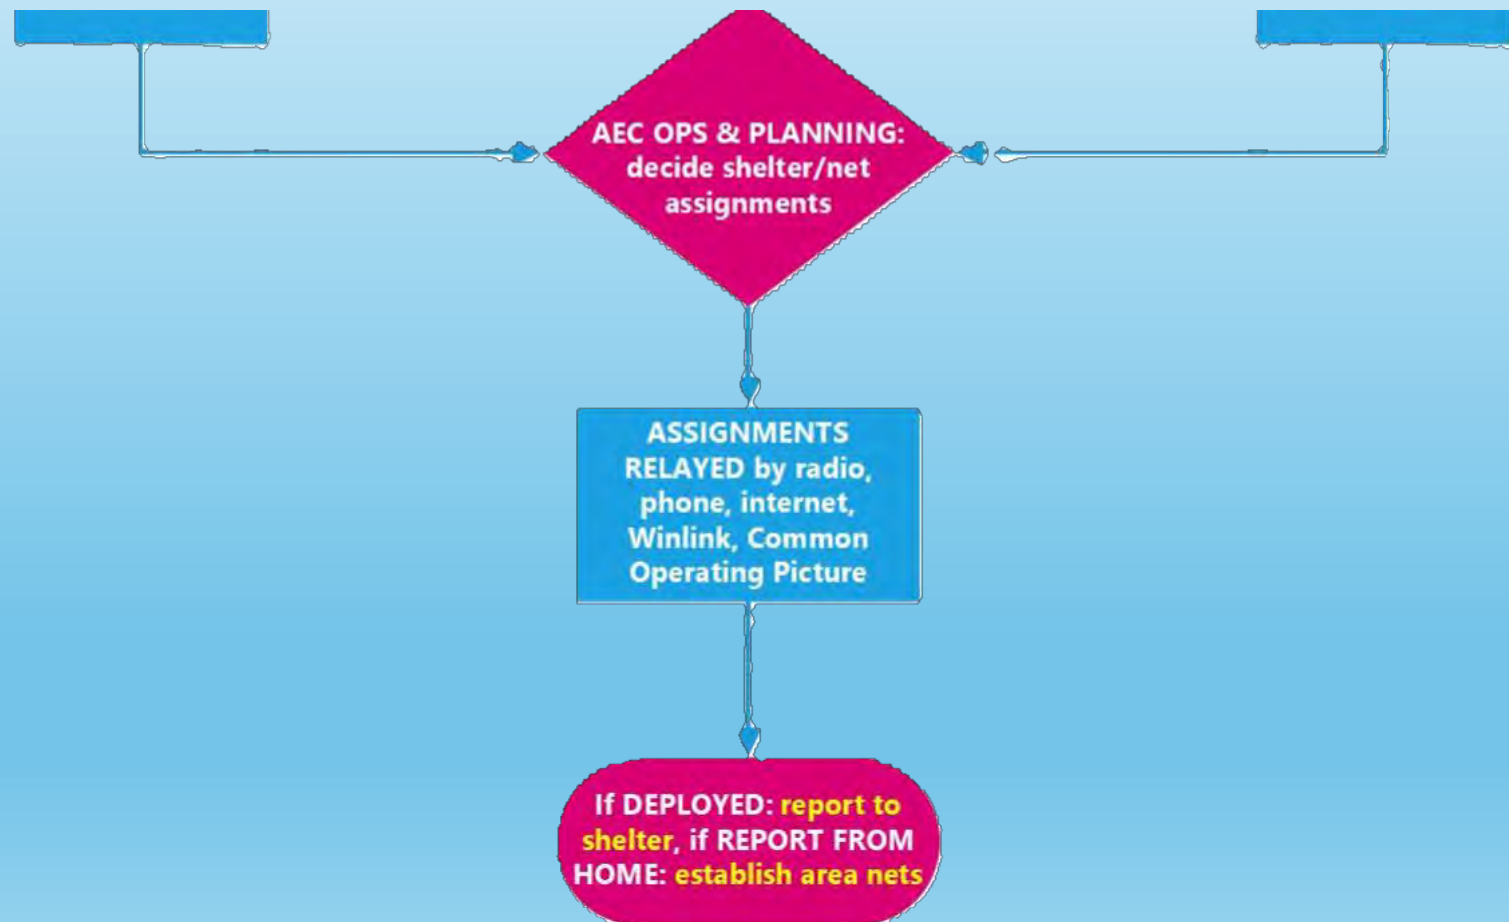 AEC OPS & PLANNING:
decide shelter/net
assignments
ASSIGNMENTS
RELAYED by radio,
phone, internet,
Winlink, Common
Operating Picture
If DEPLOYED: report to
shelter, if REPORT FROM
HOME: establish area nets